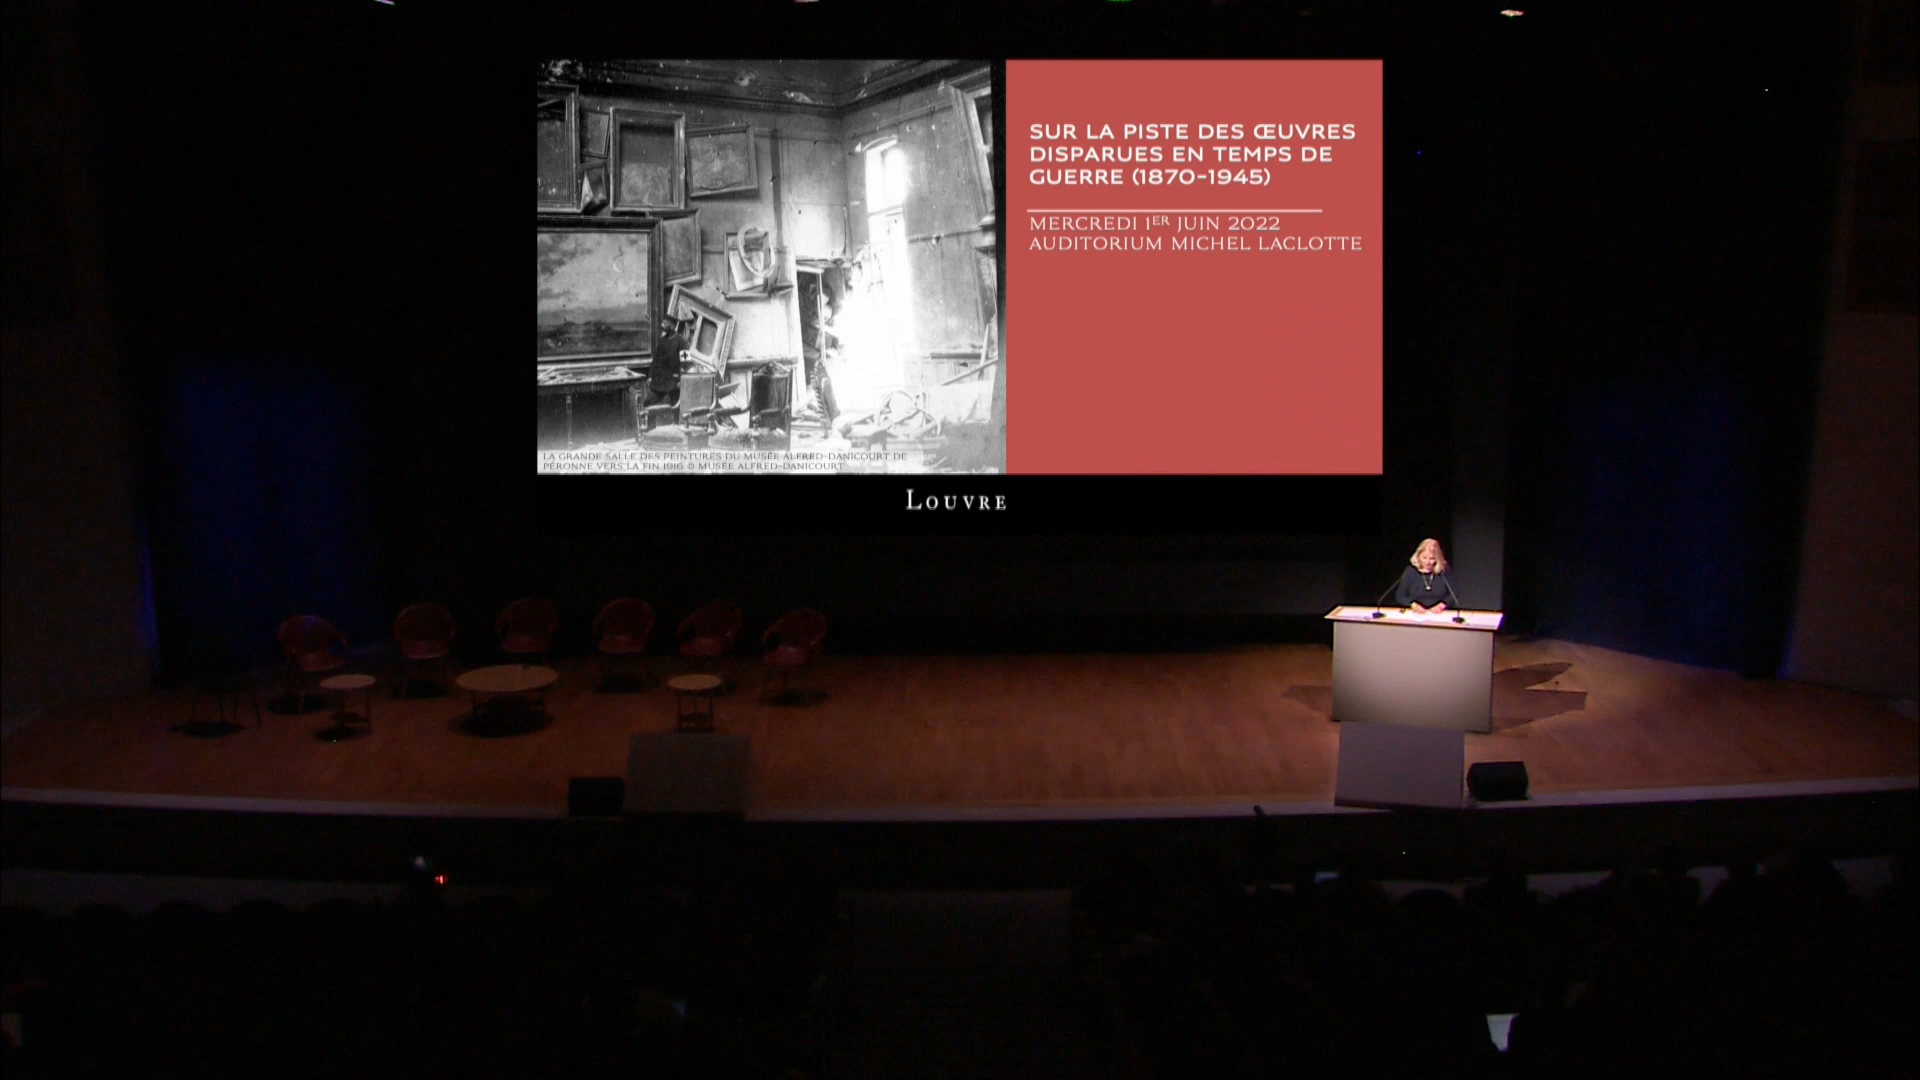 SUR LA PISTE DES ŒUVRES
DISPARUES EN TEMPS DE
GUERRE (1870-1945)
MERCREDI 1ER JUIN 2022
AUDITORIUM MICHEL LACLOTTE
LA GRANDE SALLE DES PEINTURES DU MUSÉE ALFRED-DANICOURT DE
PÉRONNE VERS LA FIN 1916 © MUSÉE ALFRED-DANICOURT
LOUVRE